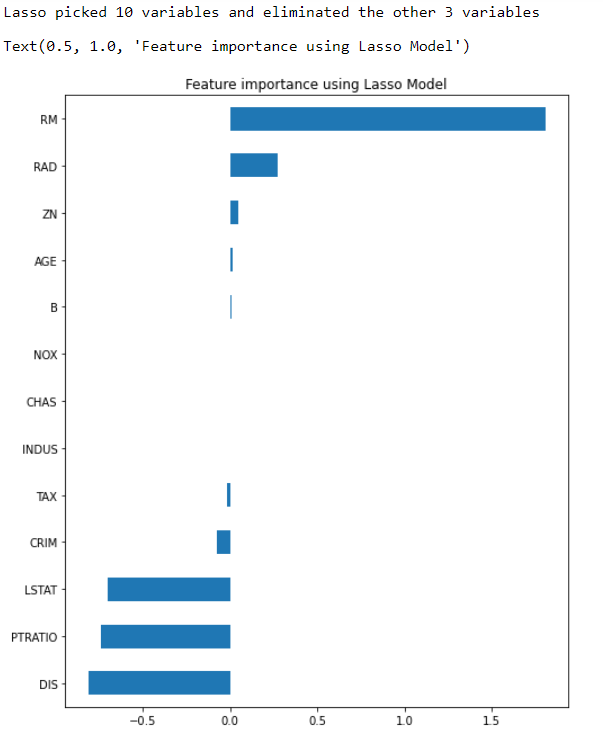 Lasso picked 10 variables and eliminated the other 3 variables
Text(0.5, 1.0, 'Feature importance using Lasso Model')
Feature importance using Lasso Model
RM
RAD
ZN
AGE
B
NOX
CHAS
INDUS
TAX
CRIM
LSTAT
PTRATIO
DIS
−0.5 0.0 0.5 1.0 1.5